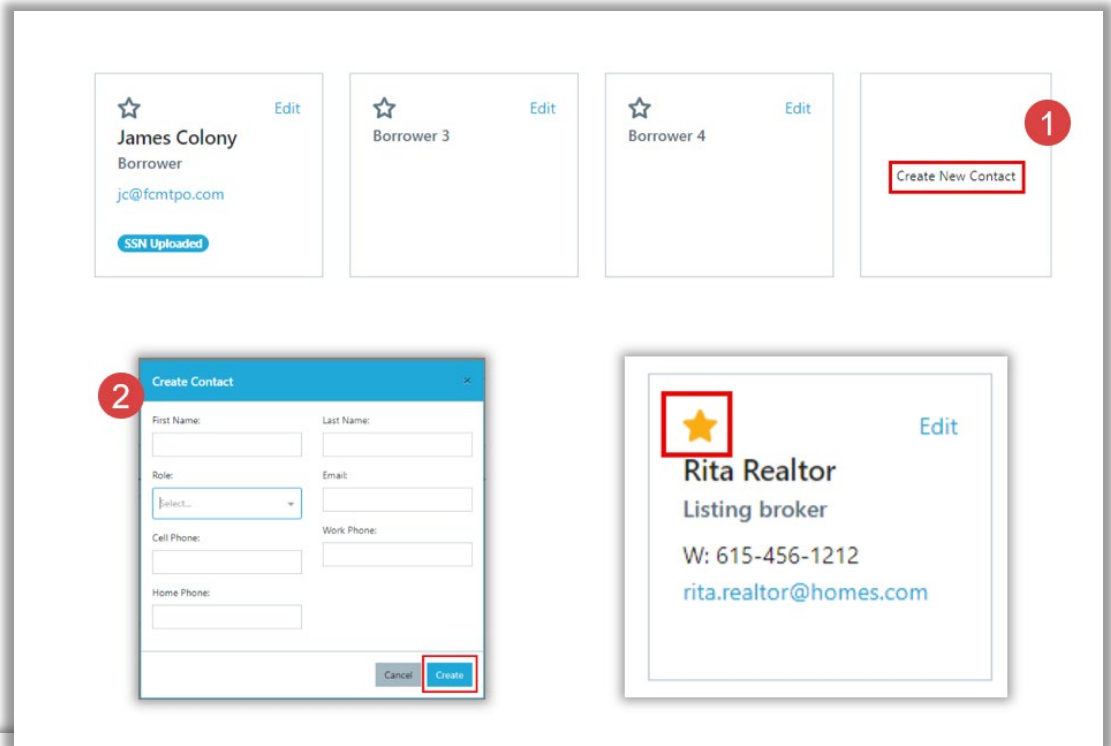 Edit
James Colony
Borrower
jc@fcmtpo.com
SSN Uploaded
Edit
Borrower 3
Edit
Borrower 4
1
Create New Contact
2
Create Contact ×
First Name:
Last Name:
Role:
Email:
Select...
Cell Phone:
Work Phone:
Home Phone:
Cancel
Create
Edit
Rita Realtor
Listing broker
W: 615-456-1212
rita.realtor@homes.com